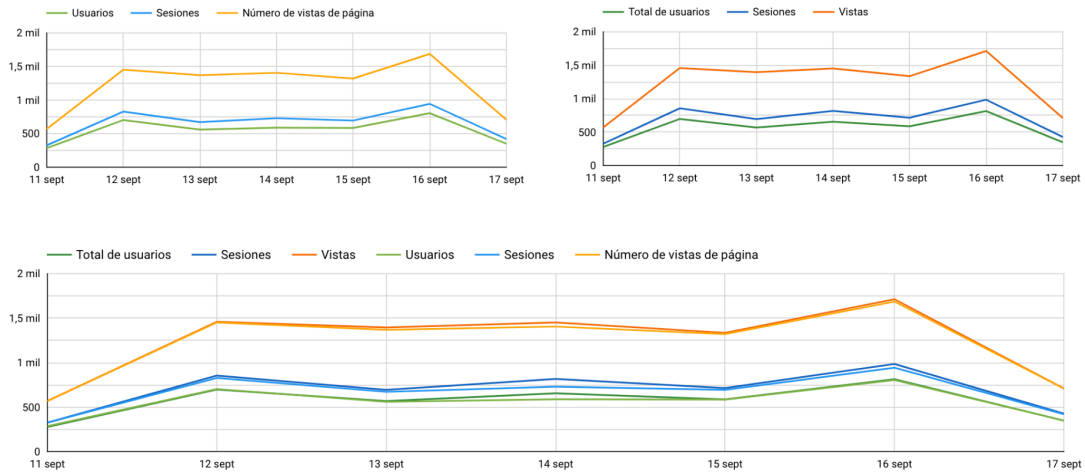 Usuarios Sesiones Número de vistas de página
2 mil
1,5 mil
1 mil
500
0
11 sept 12 sept 13 sept 14 sept 15 sept 16 sept 17 sept
Total de usuarios Sesiones Vistas
2 mil
1,5 mil
1 mil
500
0
11 sept 12 sept 13 sept 14 sept 15 sept 16 sept 17 sept
Total de usuarios Sesiones Vistas Usuarios Sesiones Número de vistas de página
2 mil
1,5 mil
1 mil
500
0
11 sept 12 sept 13 sept 14 sept 15 sept 16 sept 17 sept